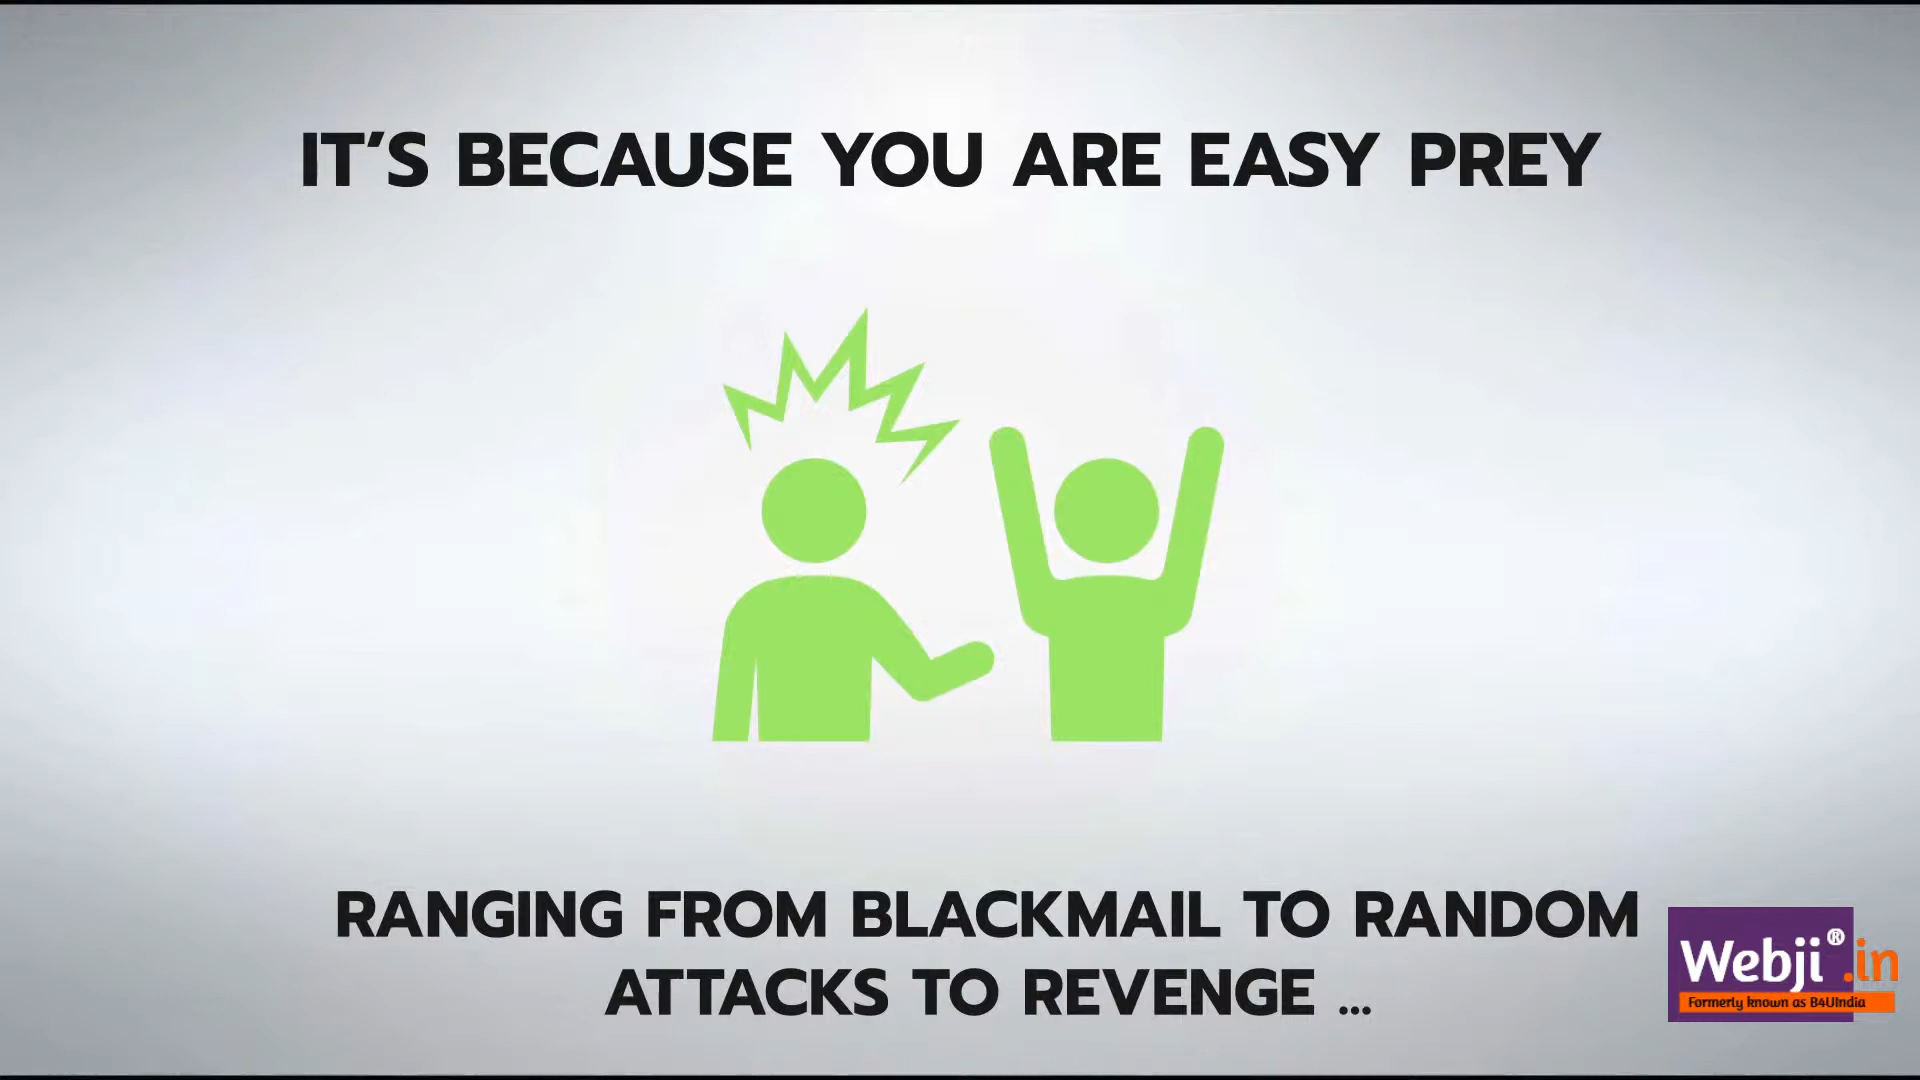 IT’S BECAUSE YOU ARE EASY PREY
RANGING FROM BLACKMAIL TO RANDOM
ATTACKS TO REVENGE ...
Webji®.in
Formerly known as B4UIndia